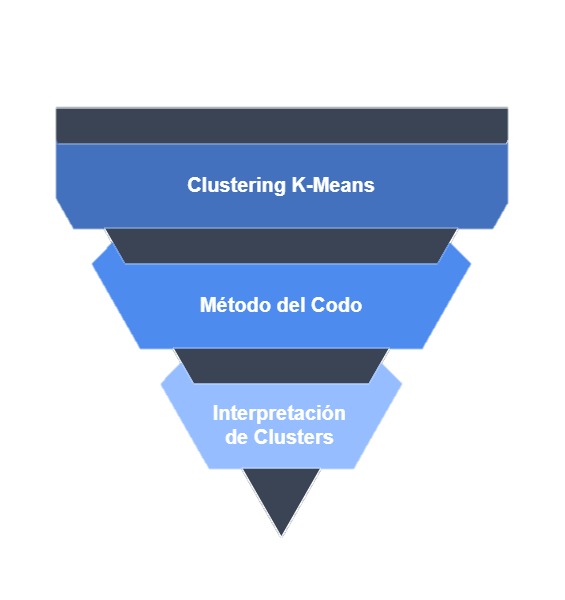 Clustering K-Means
Método del Codo
Interpretación
de Clusters